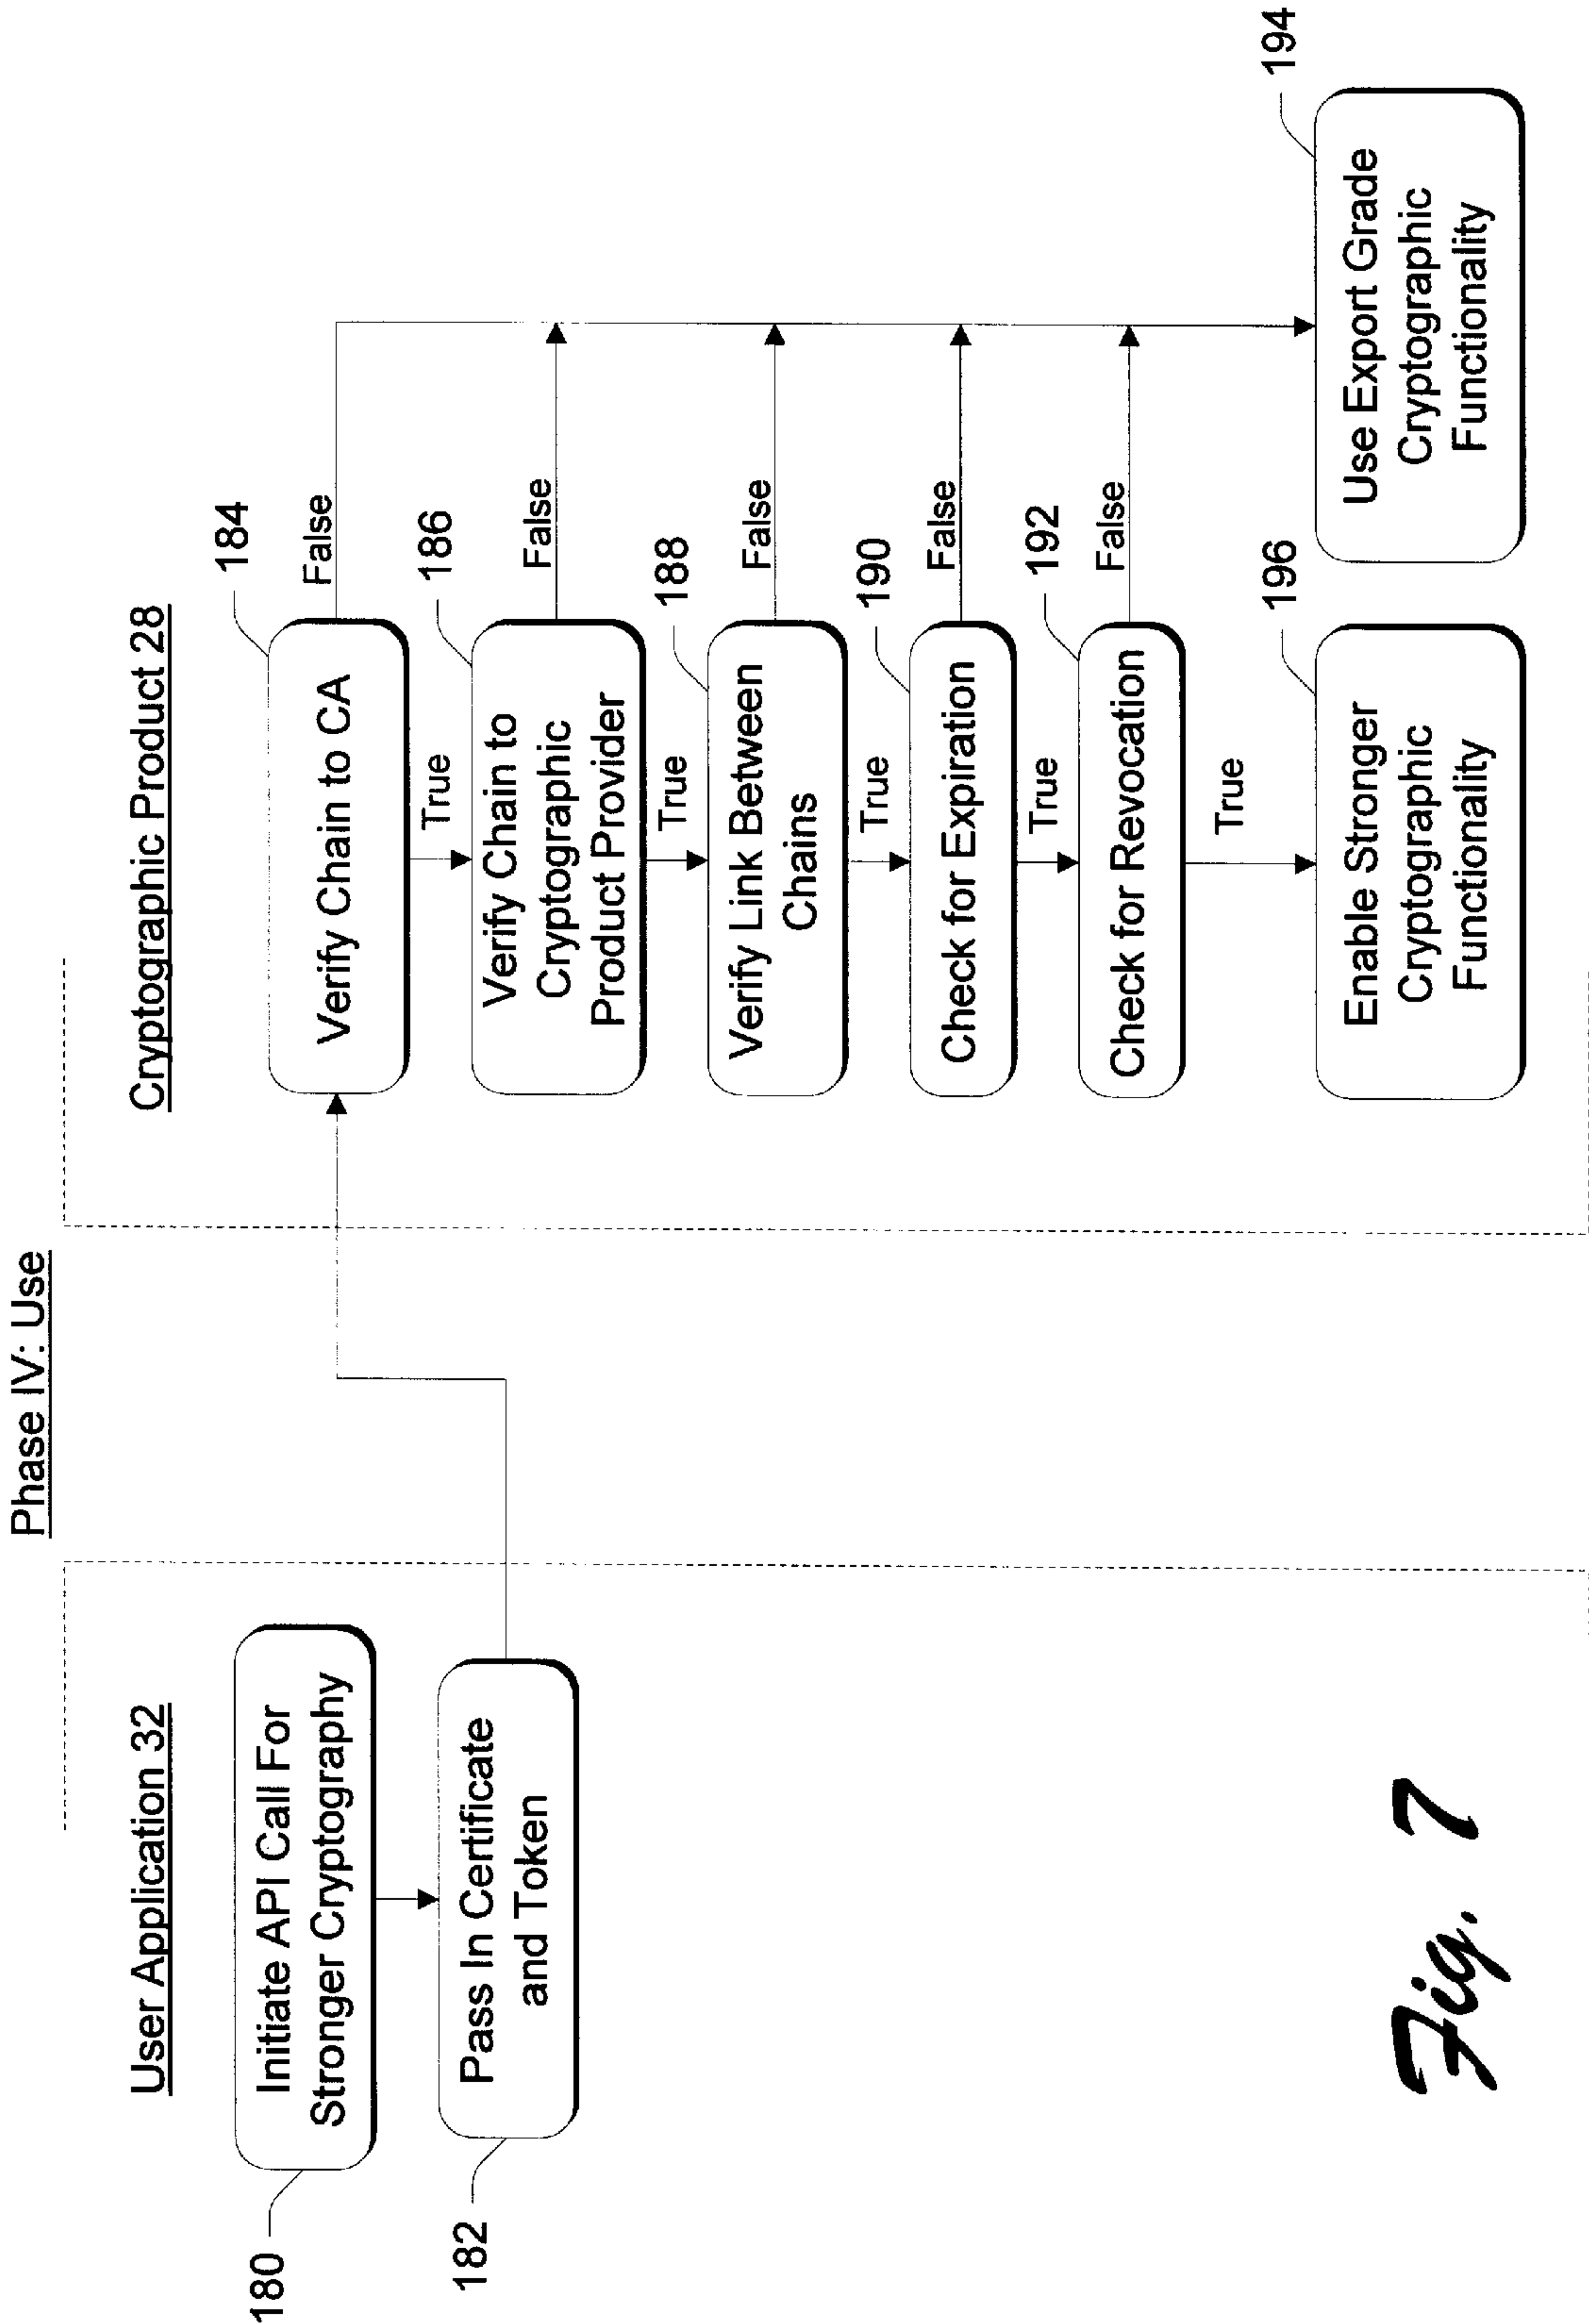 Phase IV: Use
User Application 32
180
Initiate API Call For
Stronger Cryptography
182
Pass In Certificate
and Token
Cryptographic Product 28
184
Verify Chain to CA
False
True
186
Verify Chain to
Cryptographic
Product Provider
False
True
188
Verify Link Between
Chains
False
True
190
Check for Expiration
False
True
192
Check for Revocation
False
True
196
Enable Stronger
Cryptographic
Functionality
194
Use Export Grade
Cryptographic
Functionality
Fig. 7